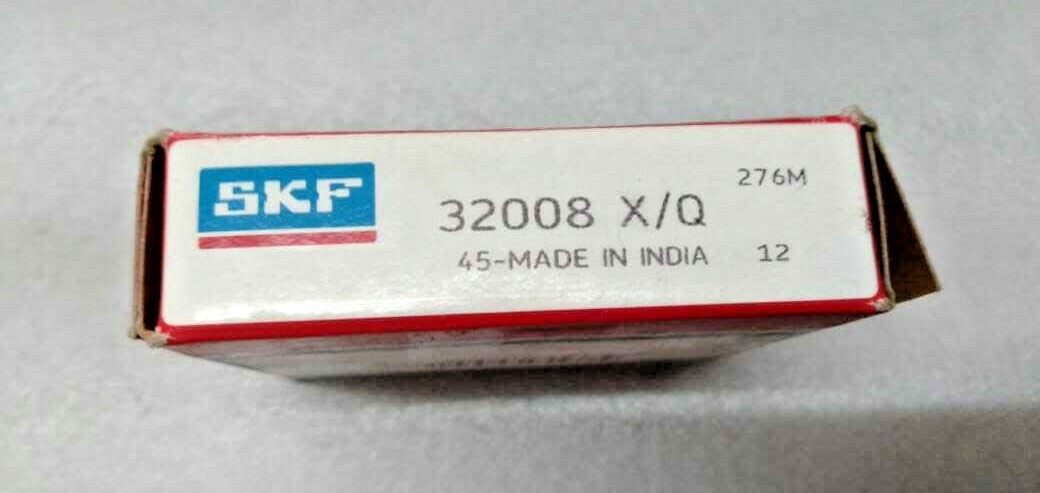 SKF
276M
32008 X/Q
45-MADE IN INDIA 12